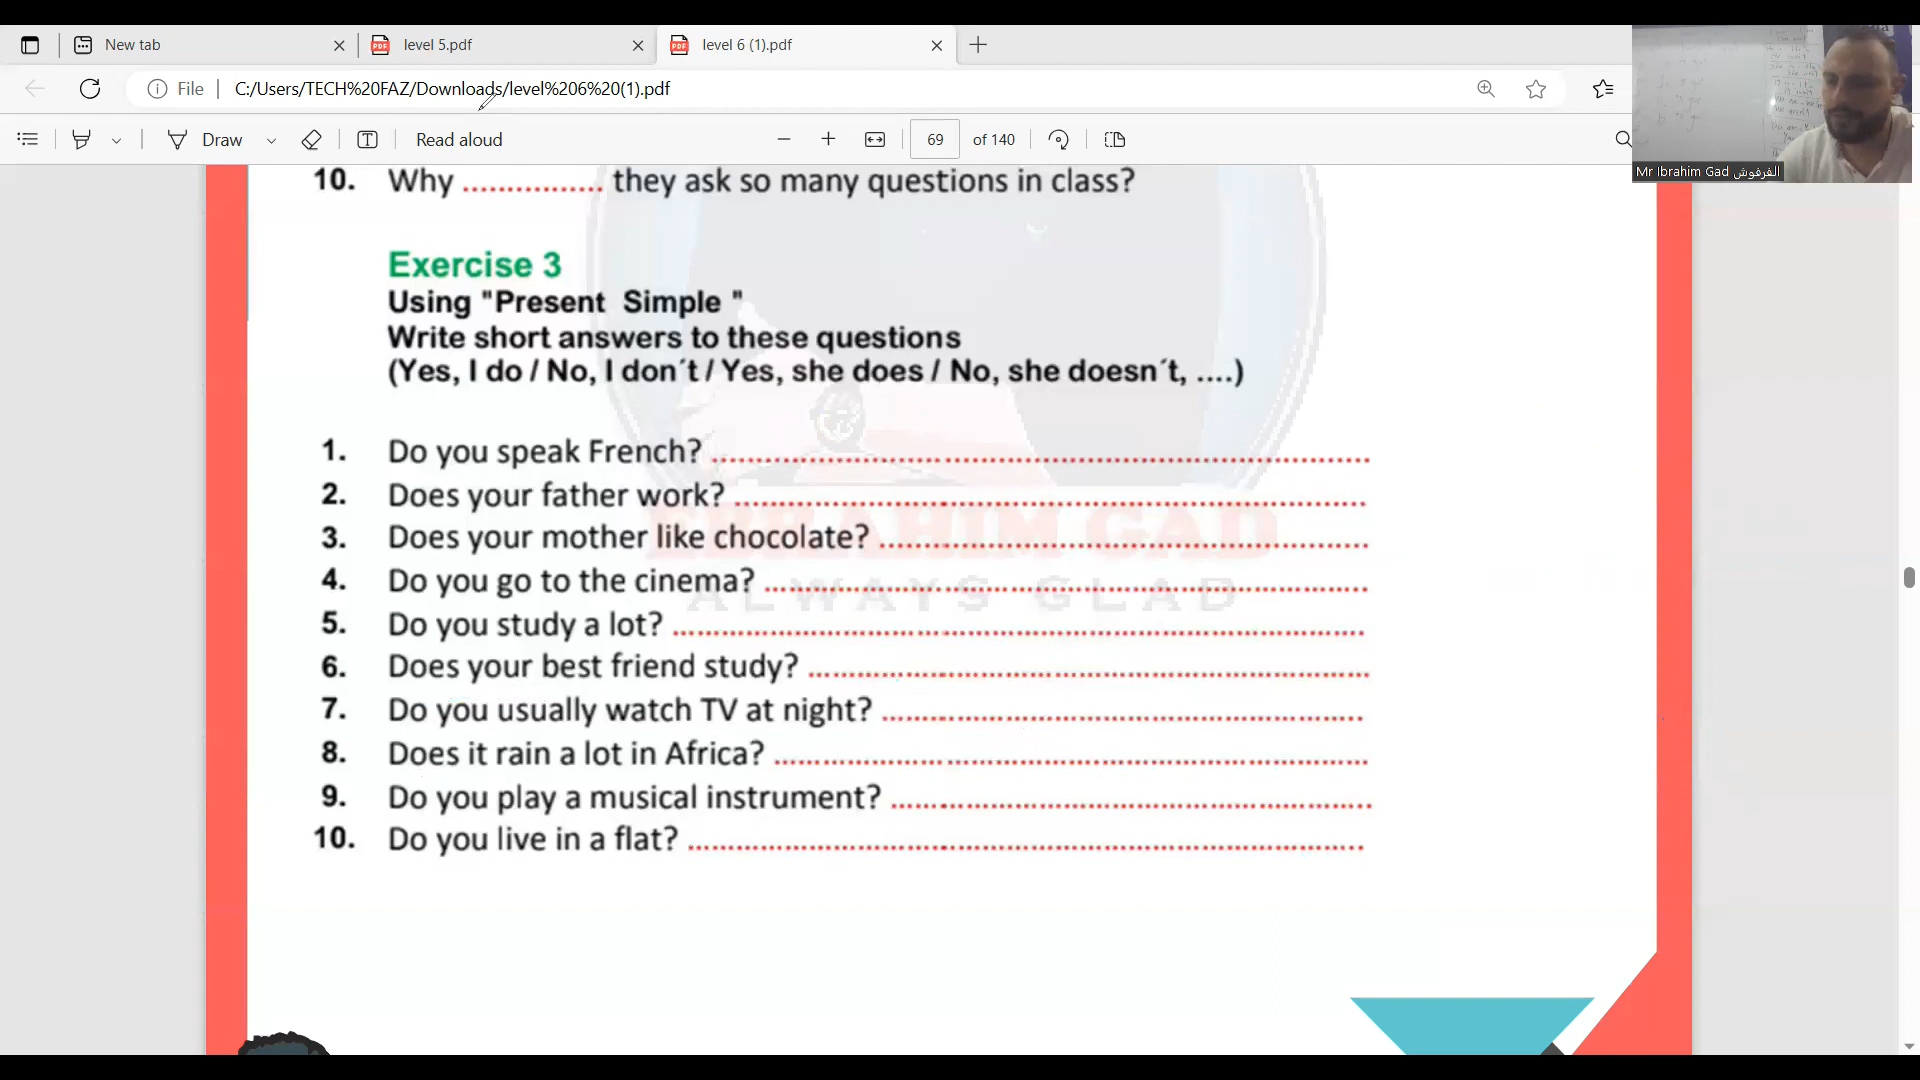 New tab
level 5.pdf
level 6 (1).pdf
File
C:/Users/TECH%20FAZ/Downloads/level%206%20(1).pdf
Draw
Read aloud
69
of 140
Mr Ibrahim Gad الفرفوش
10. Why ................ they ask so many questions in class?
Exercise 3
Using "Present Simple "
Write short answers to these questions
(Yes, I do / No, I don´t / Yes, she does / No, she doesn´t, ....)
1. Do you speak French? ................................................
2. Does your father work? ................................................
3. Does your mother like chocolate? ................................................
4. Do you go to the cinema? ................................................
5. Do you study a lot? ................................................
6. Does your best friend study? ................................................
7. Do you usually watch TV at night? ................................................
8. Does it rain a lot in Africa? ................................................
9. Do you play a musical instrument? ................................................
10. Do you live in a flat? ................................................
EBRAHIM GAD
ALWAYS GLAD